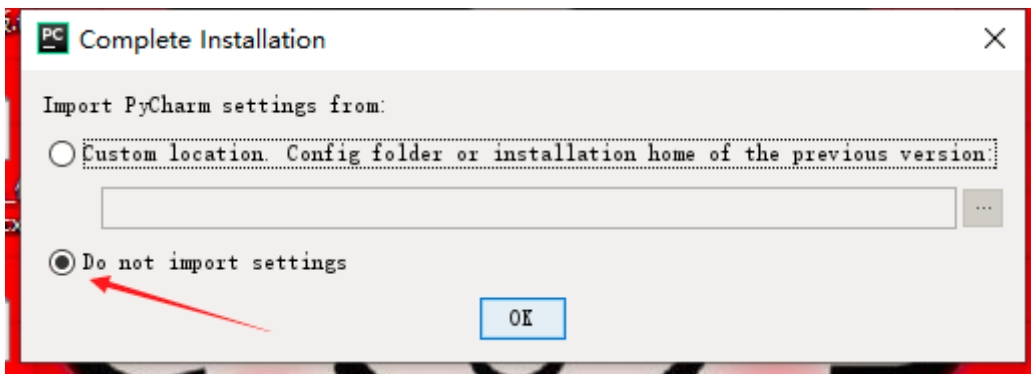 PC Complete Installation
Import PyCharm settings from:
Custom location. Config folder or installation home of the previous version:
...
Do not import settings
OK